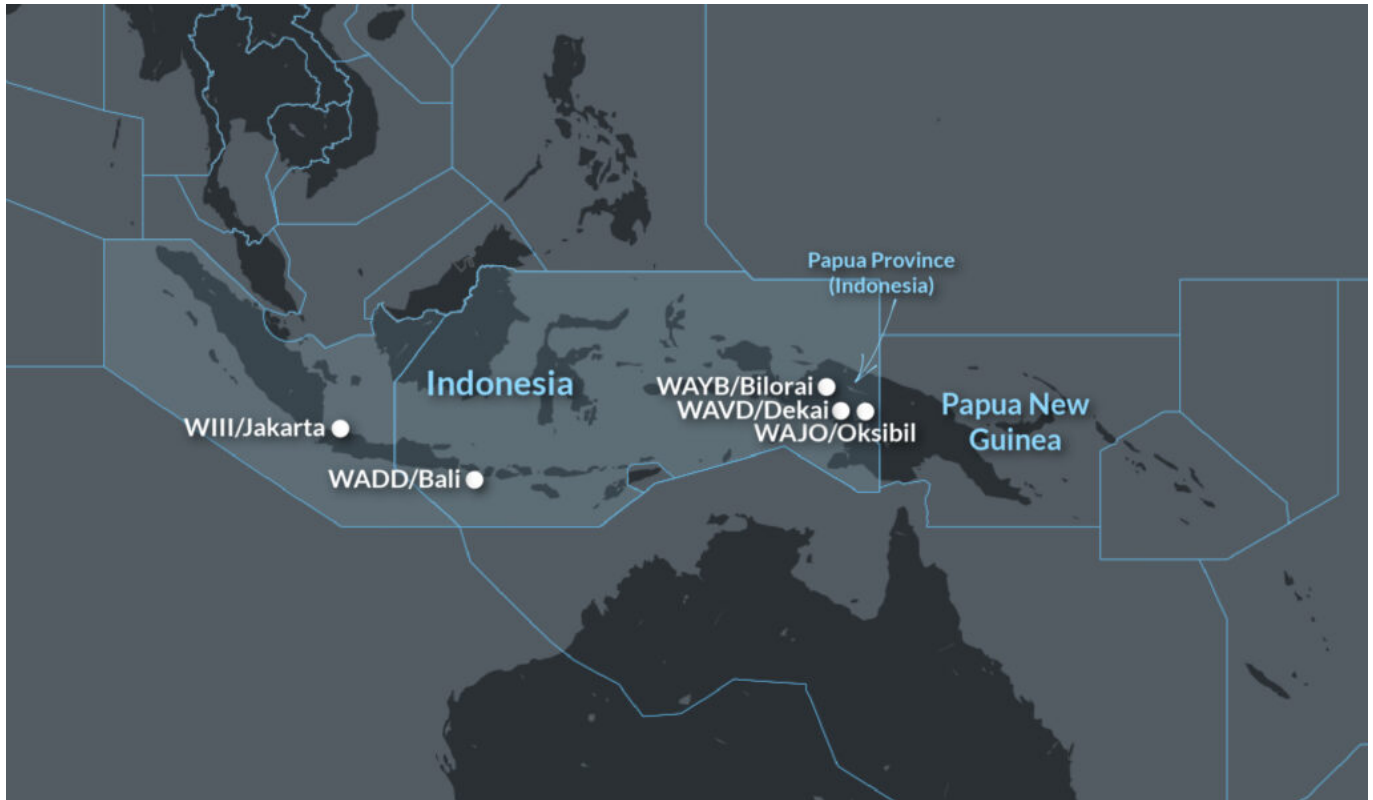 Papua Province
(Indonesia)
Indonesia
WAYB/Bilorai
WAVD/Dekai
WAJO/Oksibil
Papua New
Guinea
WIII/Jakarta
WADD/Bali